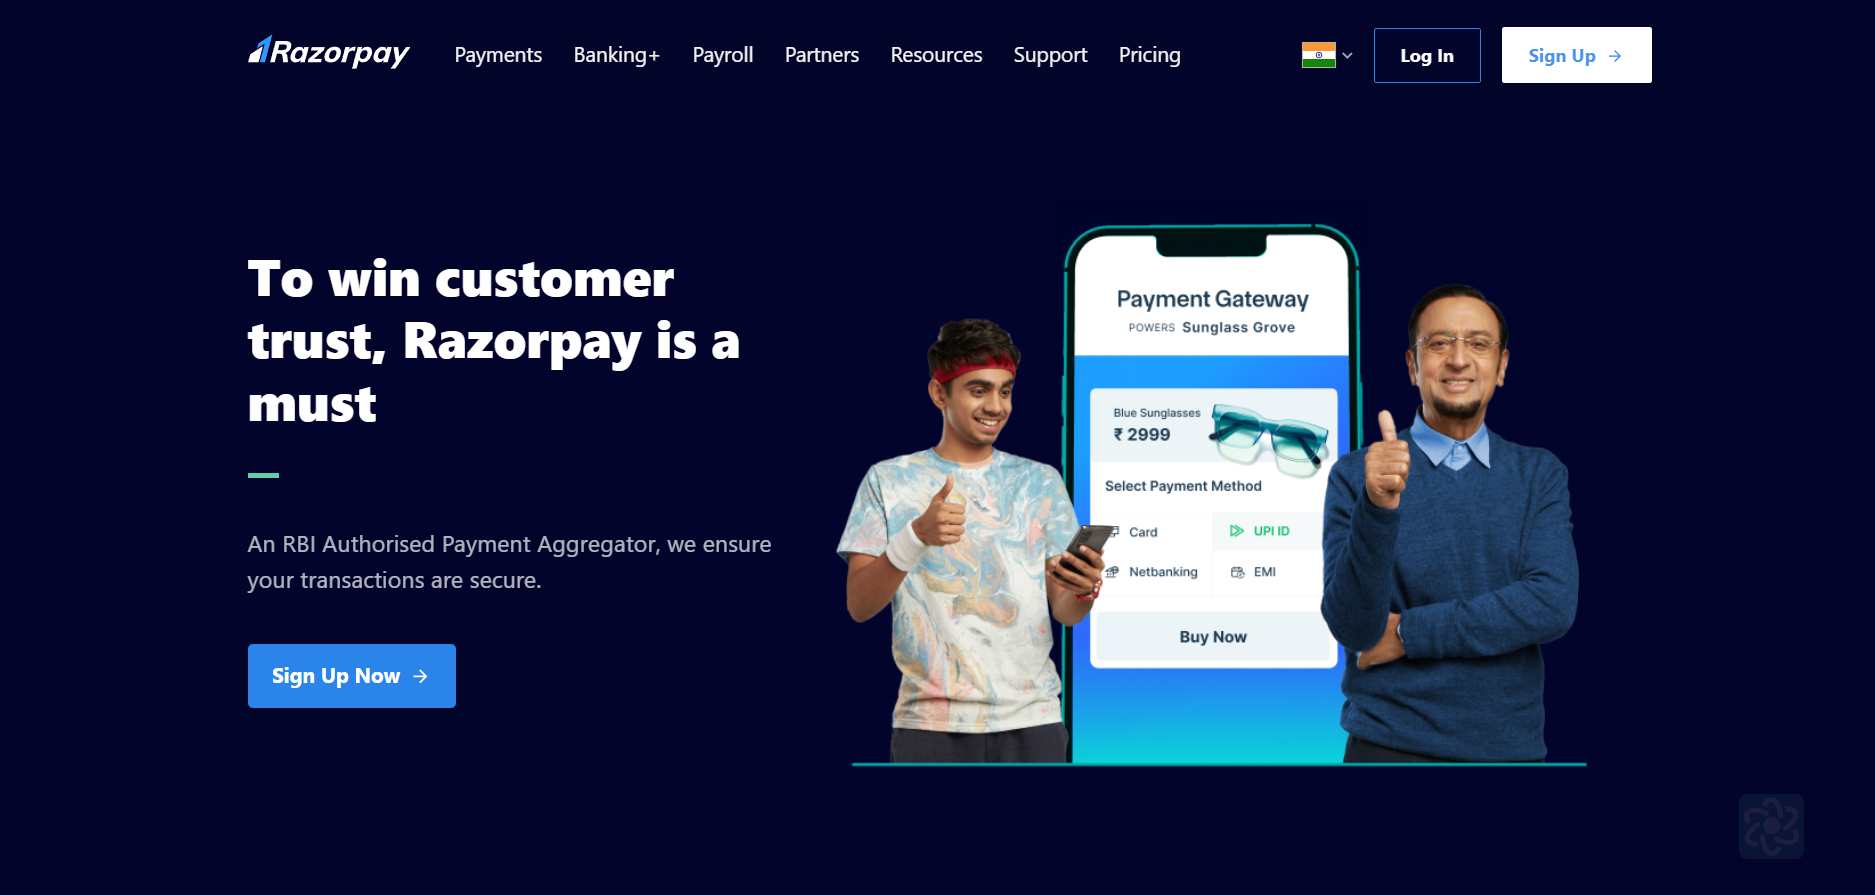 Razorpay
Payments
Banking+
Payroll
Partners
Resources
Support
Pricing
Log In
Sign Up →
To win customer
trust, Razorpay is a
must
An RBI Authorised Payment Aggregator, we ensure
your transactions are secure.
Sign Up Now →
Payment Gateway
POWERS Sunglass Grove
Blue Sunglasses
₹ 2999
Select Payment Method
Card
UPI ID
Netbanking
EMI
Buy Now